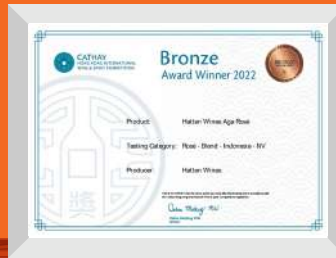 CATHAY
HONG KONG INTERNATIONAL
WINE & SPIRIT COMPETITION
Bronze
Award Winner 2022
Product: Hatten Wines Aga Rosé
Tasting Category: Rosé - Blend - Indonesia - NV
Producer: Hatten Wines
獎